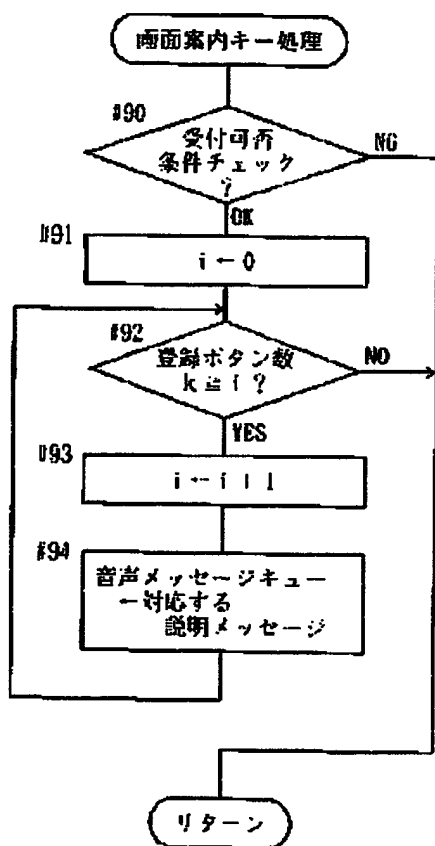 画面案内キー処理
#90
受付可否
条件チェック
?
NG
OK
#91
i ← 0
#92
登録ボタン数
k ≧ i ?
NO
YES
#93
i ← i + 1
#94
音声メッセージキュー
←対応する
説明メッセージ
リターン